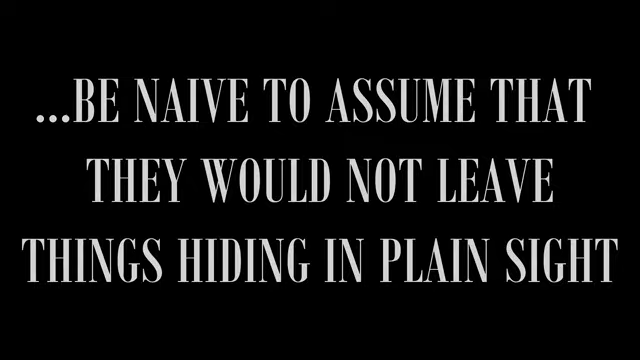 ...BE NAIVE TO ASSUME THAT
THEY WOULD NOT LEAVE
THINGS HIDING IN PLAIN SIGHT